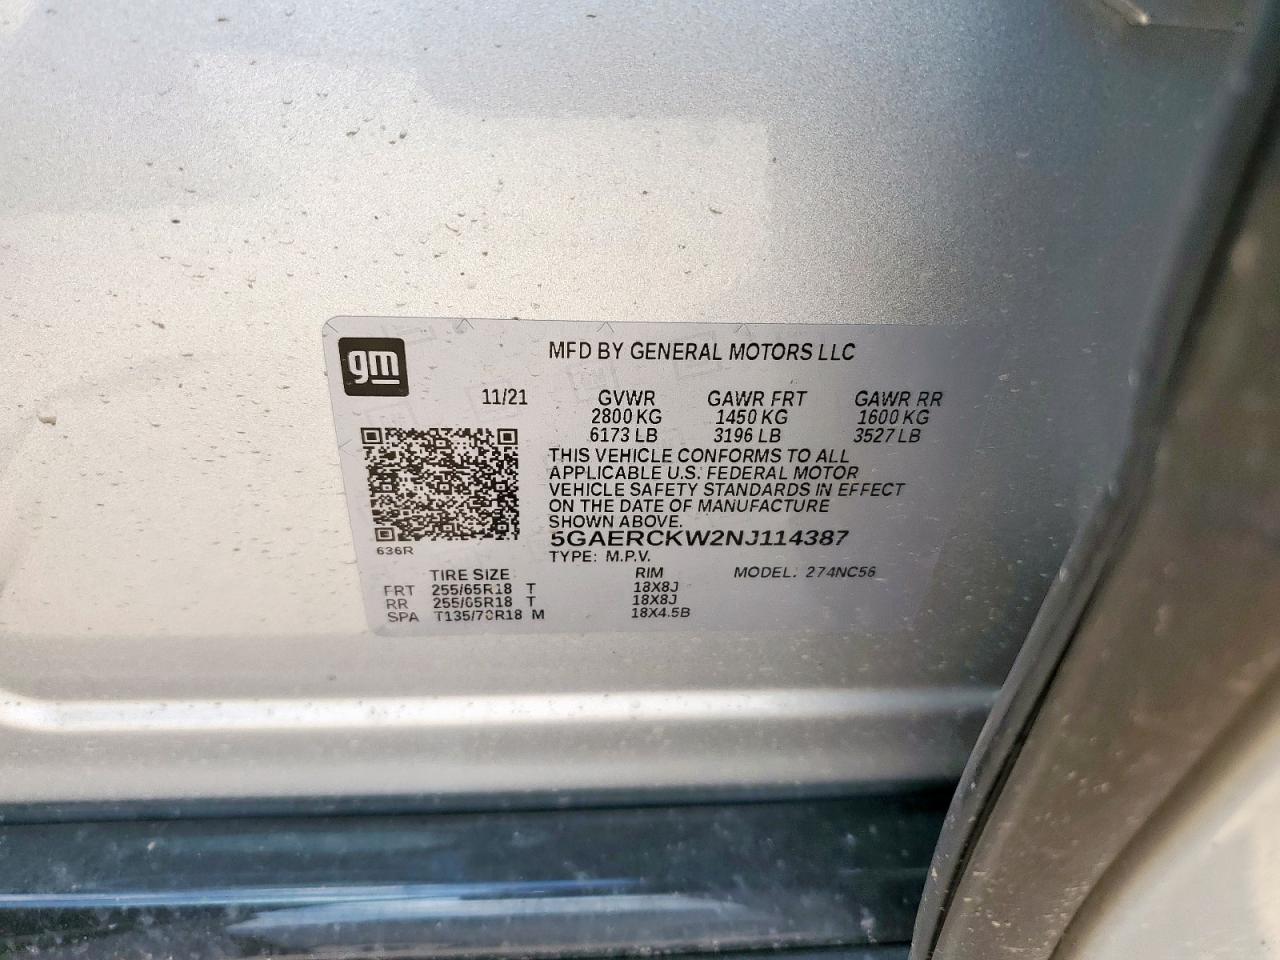 gm
MFD BY GENERAL MOTORS LLC
11/21 GVWR GAWR FRT GAWR RR
2800 KG 1450 KG 1600 KG
6173 LB 3196 LB 3527 LB
THIS VEHICLE CONFORMS TO ALL
APPLICABLE U.S. FEDERAL MOTOR
VEHICLE SAFETY STANDARDS IN EFFECT
ON THE DATE OF MANUFACTURE
SHOWN ABOVE.
5GAERCKW2NJ114387
636R
TYPE: M.P.V.
TIRE SIZE RIM MODEL: 274NC56
FRT 255/65R18 T 18X8J
RR 255/65R18 T 18X8J
SPA T135/70R18 M 18X4.5B